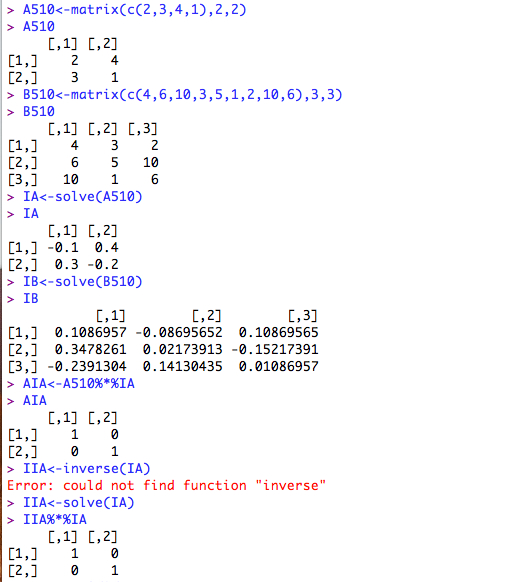 > A510<-matrix(c(2,3,4,1),2,2)
> A510
     [,1] [,2]
[1,]    2    4
[2,]    3    1
> B510<-matrix(c(4,6,10,3,5,1,2,10,6),3,3)
> B510
     [,1] [,2] [,3]
[1,]    4    3    2
[2,]    6    5   10
[3,]   10    1    6
> IA<-solve(A510)
> IA
     [,1] [,2]
[1,] -0.1  0.4
[2,]  0.3 -0.2
> IB<-solve(B510)
> IB
           [,1]        [,2]        [,3]
[1,]  0.1086957 -0.08695652  0.10869565
[2,]  0.3478261  0.02173913 -0.15217391
[3,] -0.2391304  0.14130435  0.01086957
> AIA<-A510%*%IA
> AIA
     [,1] [,2]
[1,]    1    0
[2,]    0    1
> IIA<-inverse(IA)
Error: could not find function "inverse"
> IIA<-solve(IA)
> IIA%*%IA
     [,1] [,2]
[1,]    1    0
[2,]    0    1